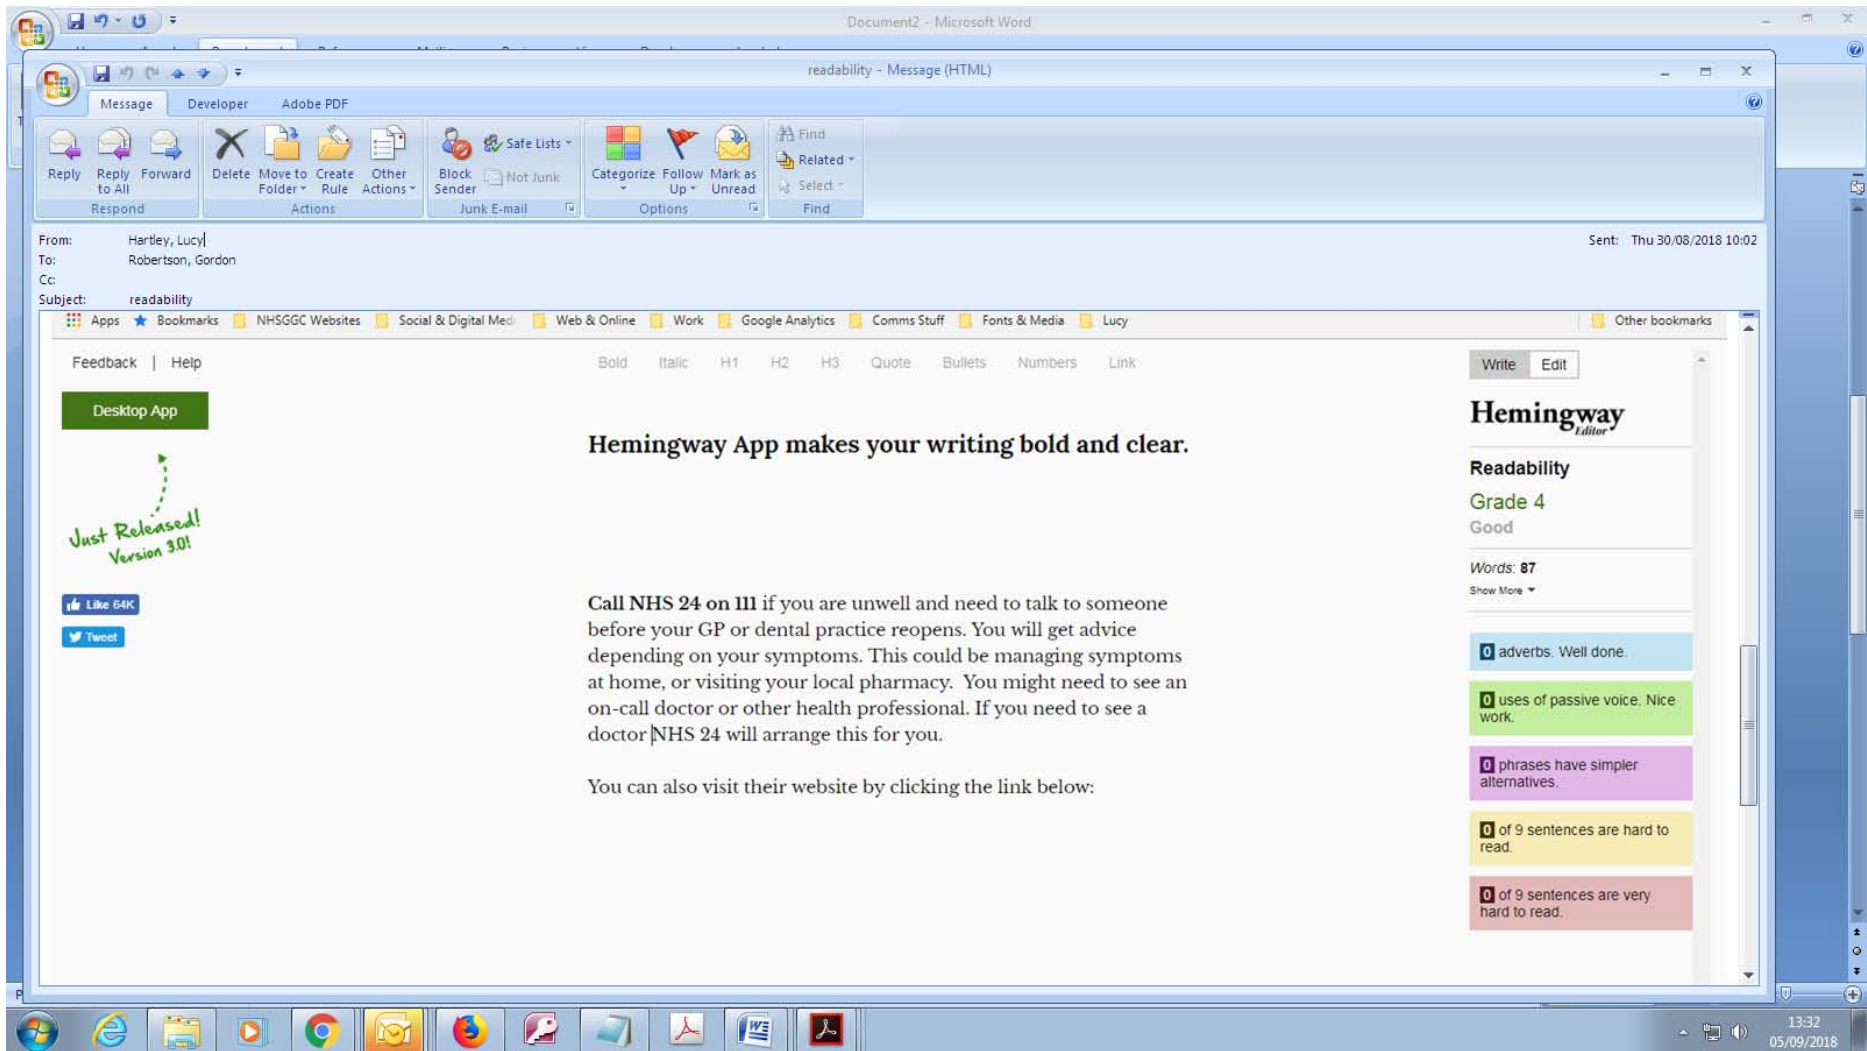 Document2 - Microsoft Word
readability - Message (HTML)
Message Developer Adobe PDF
Reply
Reply to All
Forward
Respond
Delete
Move to Folder
Create Rule
Other Actions
Actions
Block Sender
Safe Lists
Not Junk
Junk E-mail
Categorize
Follow Up
Mark as Unread
Options
Find
Related
Select
Find
From: Hartley, Lucy
Sent: Thu 30/08/2018 10:02
To: Robertson, Gordon
Cc:
Subject: readability
Apps Bookmarks NHSGGC Websites Social & Digital Med Web & Online Work Google Analytics Comms Stuff Fonts & Media Lucy Other bookmarks
Feedback | Help
Bold Italic H1 H2 H3 Quote Bullets Numbers Link
Write Edit
Desktop App
Just Released!
Version 3.0!
Like 64K
Tweet
Hemingway App makes your writing bold and clear.
Call NHS 24 on 111 if you are unwell and need to talk to someone
before your GP or dental practice reopens. You will get advice
depending on your symptoms. This could be managing symptoms
at home, or visiting your local pharmacy. You might need to see an
on-call doctor or other health professional. If you need to see a
doctor NHS 24 will arrange this for you.
You can also visit their website by clicking the link below:
Hemingway
Editor
Readability
Grade 4
Good
Words: 87
Show More
0 adverbs. Well done.
0 uses of passive voice. Nice
work.
0 phrases have simpler
alternatives.
0 of 9 sentences are hard to
read.
0 of 9 sentences are very
hard to read.
13:32
05/09/2018